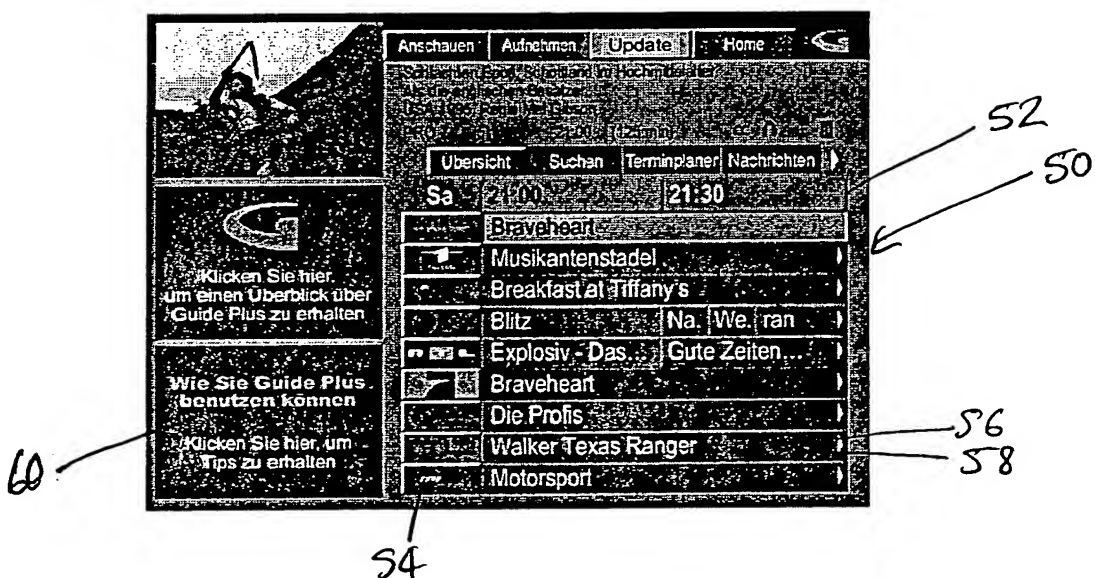 Anschauen Aufnehmen Update Home
Übersicht Suchen Terminplaner Nachrichten
Sa 21:00 21:30
Braveheart
Musikantenstadel
Breakfast at Tiffany's
Blitz Na. We. ran
Explosiv - Das... Gute Zeiten...
Braveheart
Die Profis
Walker Texas Ranger
Motorsport
Klicken Sie hier,
um einen Überblick über
Guide Plus zu erhalten
Wie Sie Guide Plus
benutzen können
Klicken Sie hier, um
Tips zu erhalten
52
50
56
58
60
54